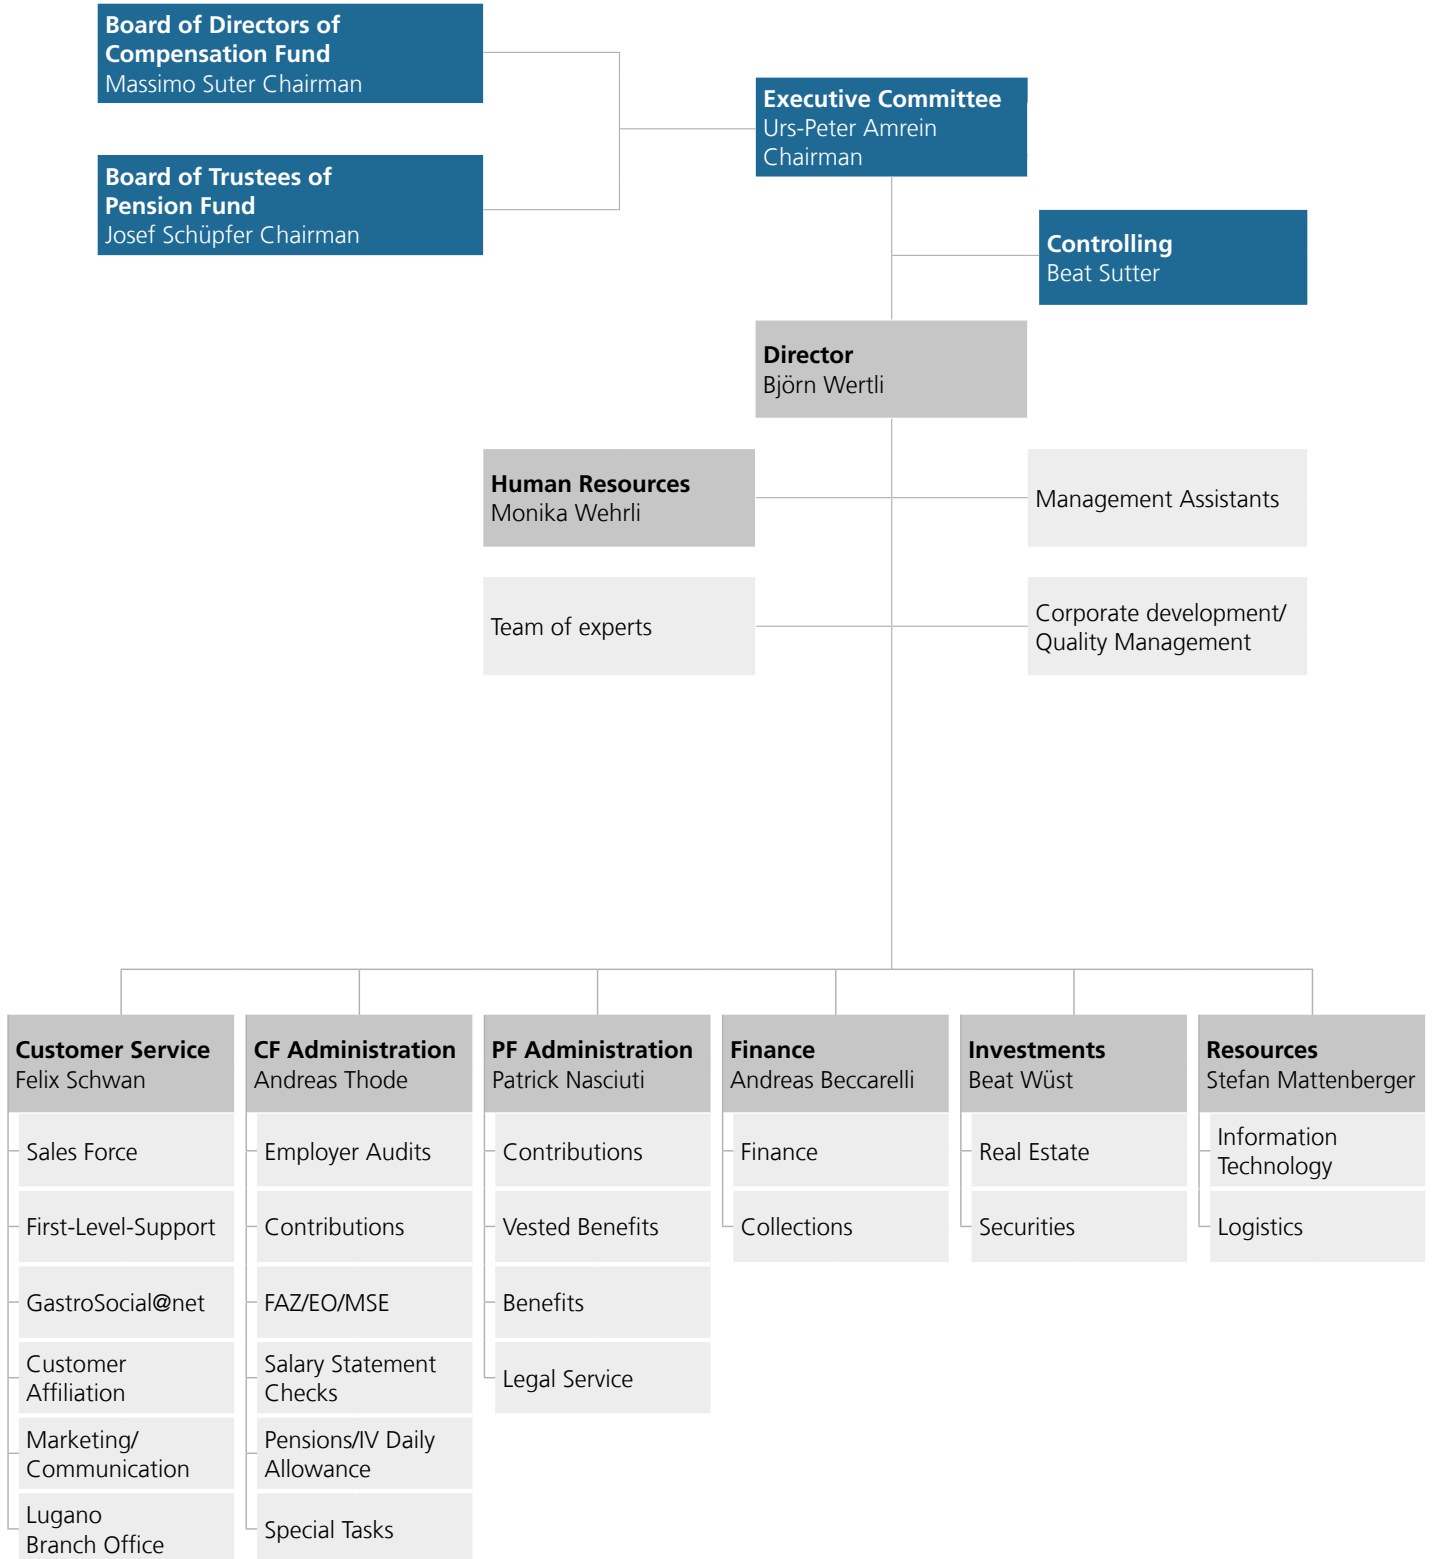 Board of Directors of
Compensation Fund
Massimo Suter Chairman
Board of Trustees of
Pension Fund
Josef Schüpfer Chairman
Executive Committee
Urs-Peter Amrein
Chairman
Controlling
Beat Sutter
Director
Björn Wertli
Human Resources
Monika Wehrli
Management Assistants
Team of experts
Corporate development/
Quality Management
Customer Service
Felix Schwan
Sales Force
First-Level-Support
GastroSocial@net
Customer
Affiliation
Marketing/
Communication
Lugano
Branch Office
CF Administration
Andreas Thode
Employer Audits
Contributions
FAZ/EO/MSE
Salary Statement
Checks
Pensions/IV Daily
Allowance
Special Tasks
PF Administration
Patrick Nasciuti
Contributions
Vested Benefits
Benefits
Legal Service
Finance
Andreas Beccarelli
Finance
Collections
Investments
Beat Wüst
Real Estate
Securities
Resources
Stefan Mattenberger
Information
Technology
Logistics